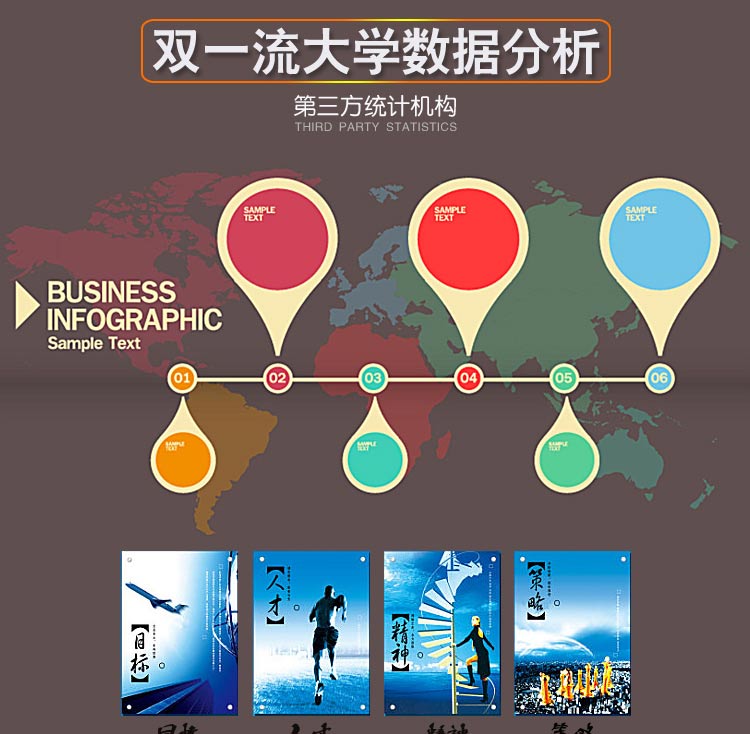 双一流大学数据分析
第三方统计机构
THIRD PARTY STATISTICS
SAMPLE
TEXT
SAMPLE
TEXT
SAMPLE
TEXT
BUSINESS
INFOGRAPHIC
Sample Text
01 02 03 04 05 06
SAMPLE
TEXT
SAMPLE
TEXT
SAMPLE
TEXT
【目标】
【人才】
【精神】
【策略】